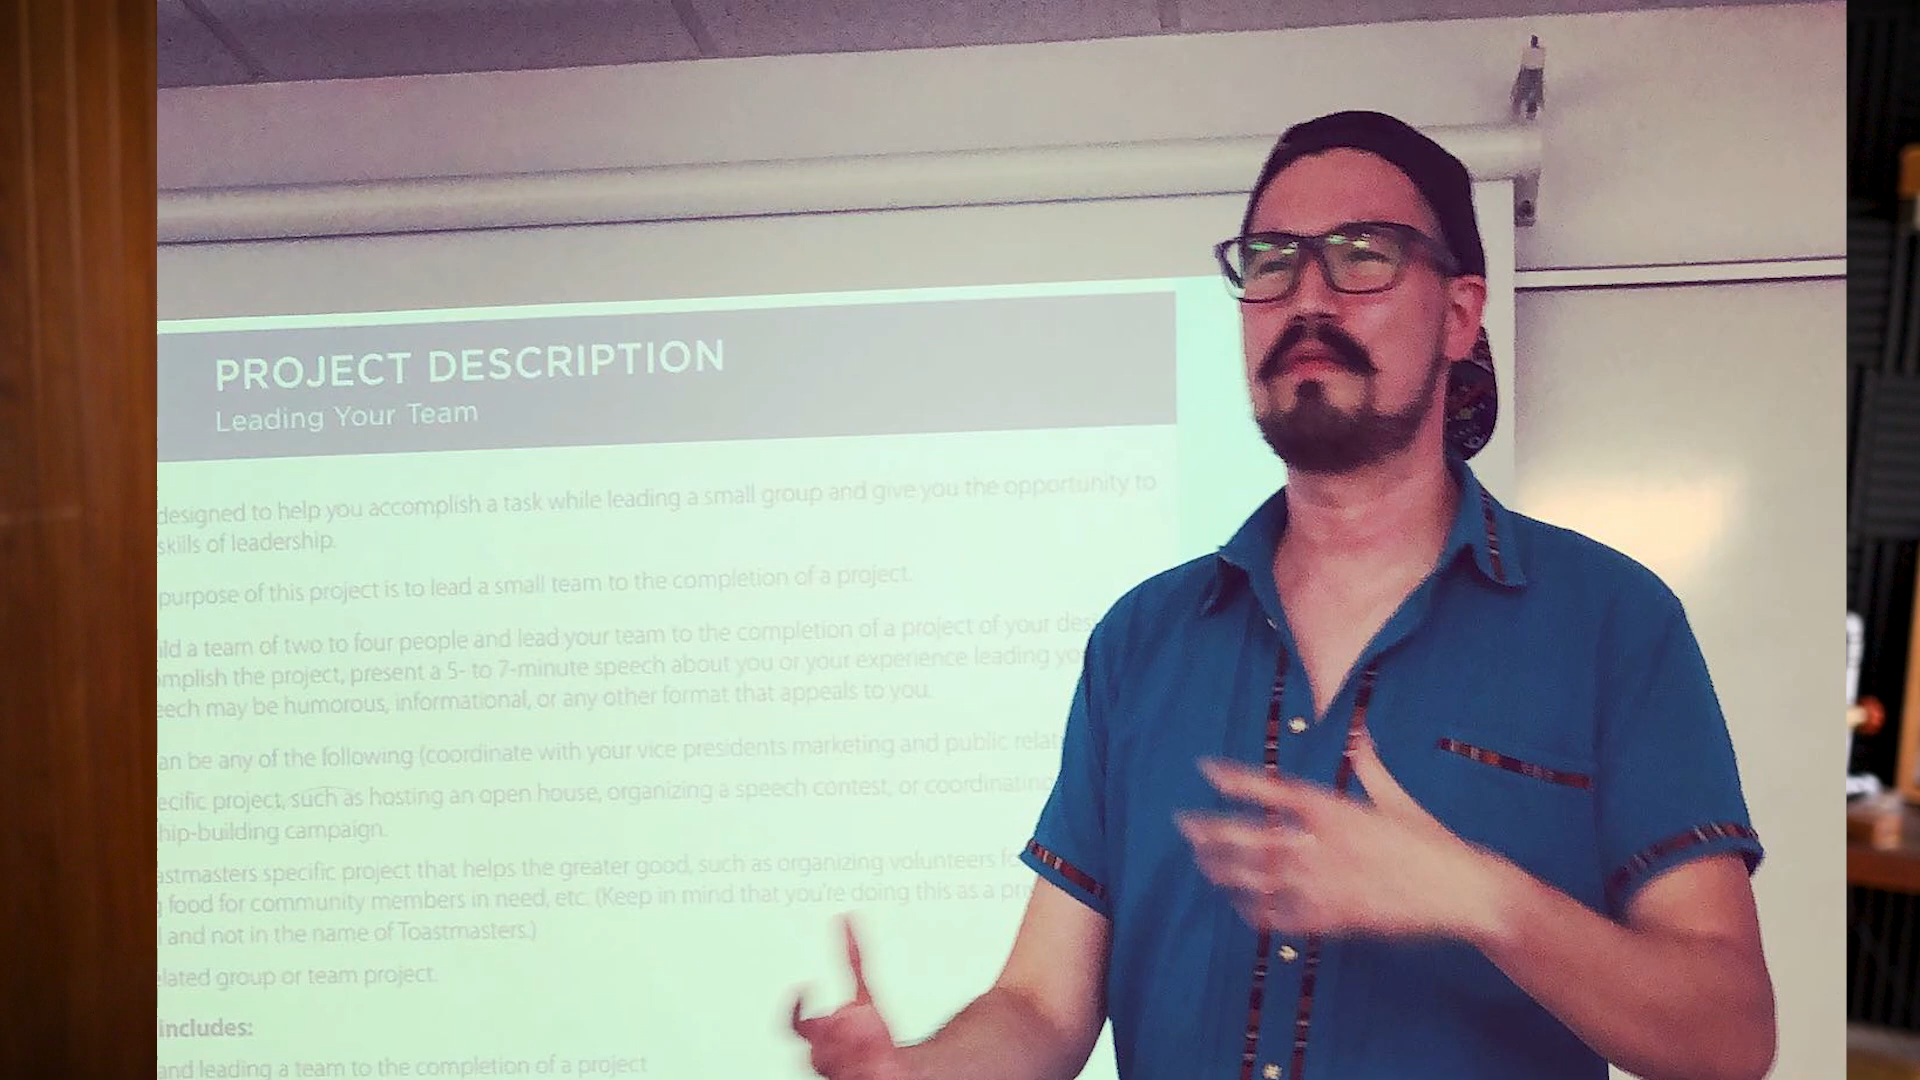 PROJECT DESCRIPTION
Leading Your Team
designed to help you accomplish a task while leading a small group and give you the opportunity to
skills of leadership.
purpose of this project is to lead a small team to the completion of a project.
a team of two to four people and lead your team to the completion of a project of your
the project, present a 5- to 7-minute speech about you or your experience leading
may be humorous, informational, or any other format that appeals to you.
be any of the following (coordinate with your vice presidents marketing and public
project, such as hosting an open house, organizing a speech contest, or coordinating
campaign.
specific project that helps the greater good, such as organizing volunteers
food for community members in need, etc. (Keep in mind that you're doing this as a
and not in the name of Toastmasters.)
group or team project.
includes:
and leading a team to the completion of a project